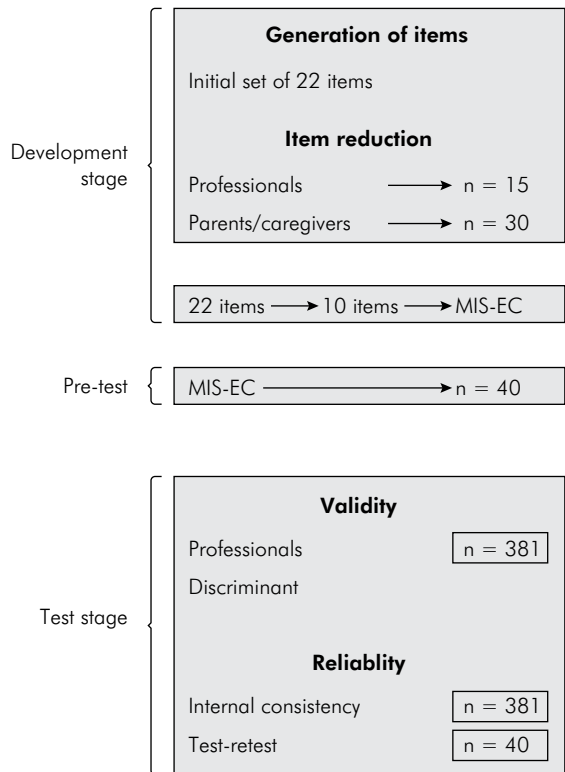 Generation of items
Initial set of 22 items
Item reduction
Development
stage
Professionals → n = 15
Parents/caregivers → n = 30
22 items → 10 items → MIS-EC
Pre-test
MIS-EC → n = 40
Validity
Professionals n = 381
Discriminant
Test stage
Reliablity
Internal consistency n = 381
Test-retest n = 40